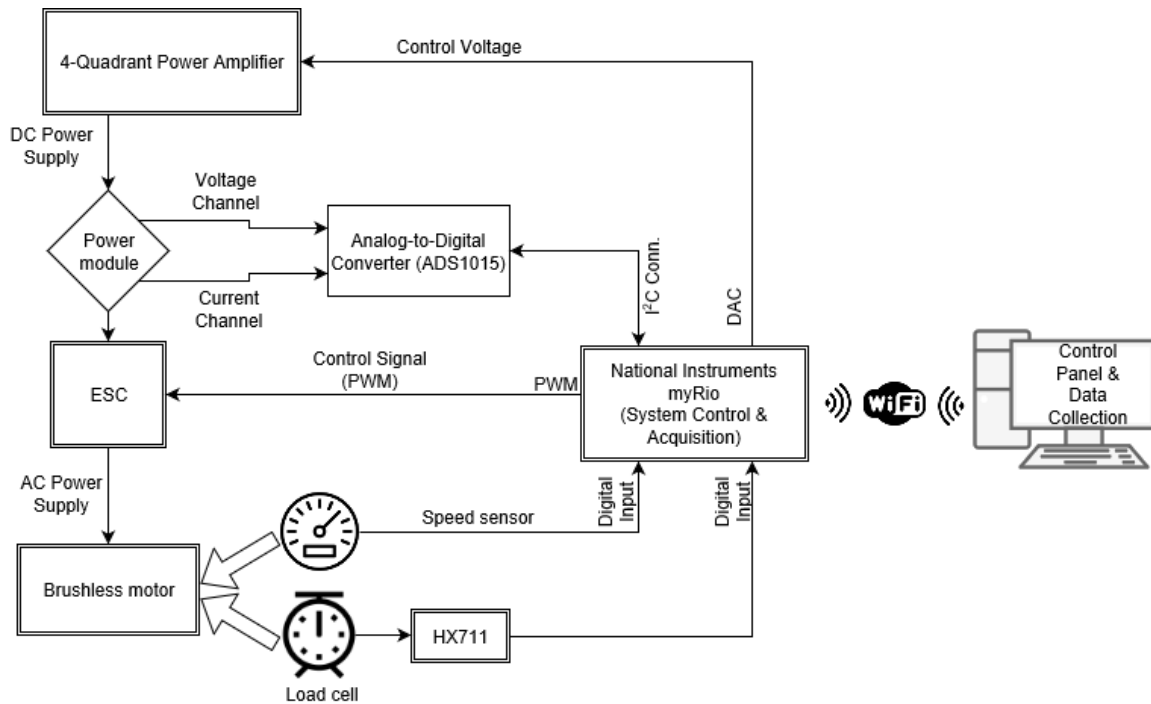 4-Quadrant Power Amplifier
Control Voltage
DC Power
Supply
Voltage
Channel
Power
module
Analog-to-Digital
Converter (ADS1015)
Current
Channel
I²C Conn.
DAC
ESC
Control Signal
(PWM)
PWM
National Instruments
myRio
(System Control &
Acquisition)
WiFi
Control
Panel &
Data
Collection
AC Power
Supply
Speed sensor
Digital
Input
Digital
Input
Brushless motor
HX711
Load cell